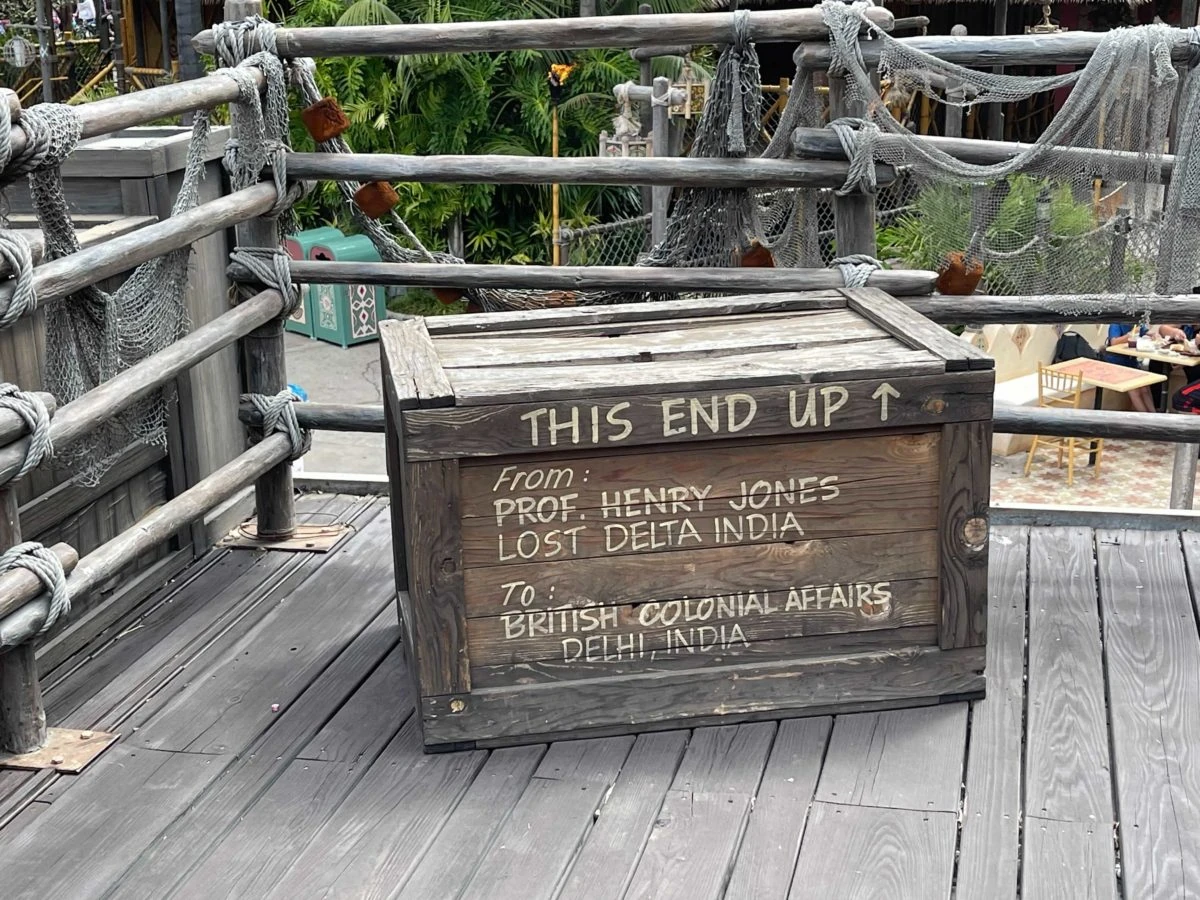 THIS END UP ↑
From:
PROF. HENRY JONES
LOST DELTA INDIA
To:
BRITISH COLONIAL AFFAIRS
DELHI, INDIA